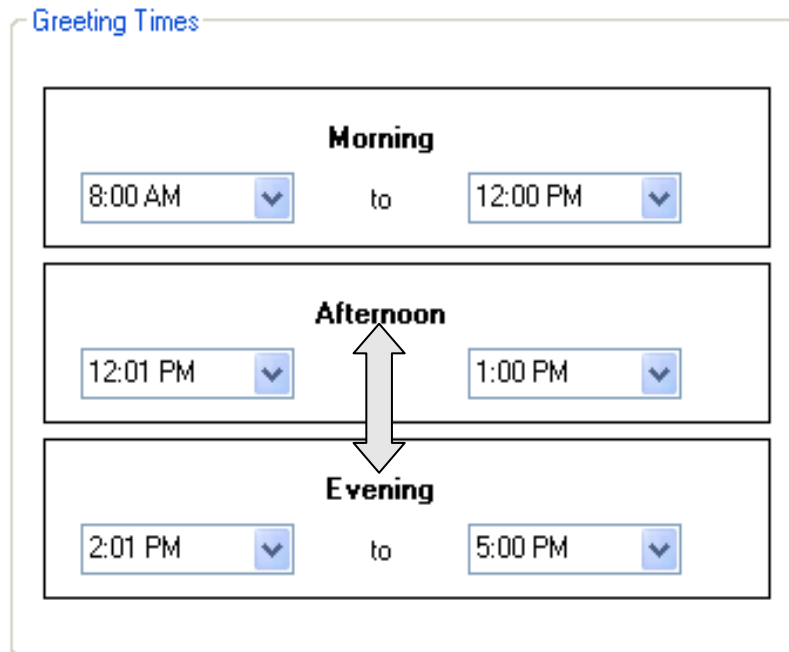 Greeting Times
Morning
8:00 AM to 12:00 PM
Afternoon
12:01 PM 1:00 PM
Evening
2:01 PM to 5:00 PM